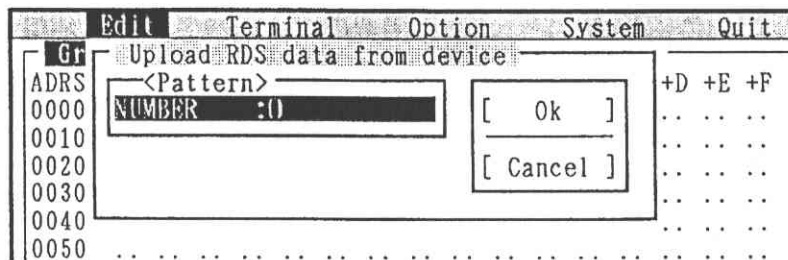 Edit Terminal Option System Quit
Gr Upload RDS data from device
ADRS <Pattern> +D +E +F
0000 NUMBER :0 [ Ok ] .. .. ..
0010 .. .. ..
0020 [ Cancel ] .. .. ..
0030 .. .. ..
0040 .. .. ..
0050 .. .. .. .. .. .. .. .. .. .. .. .. .. .. .. ..